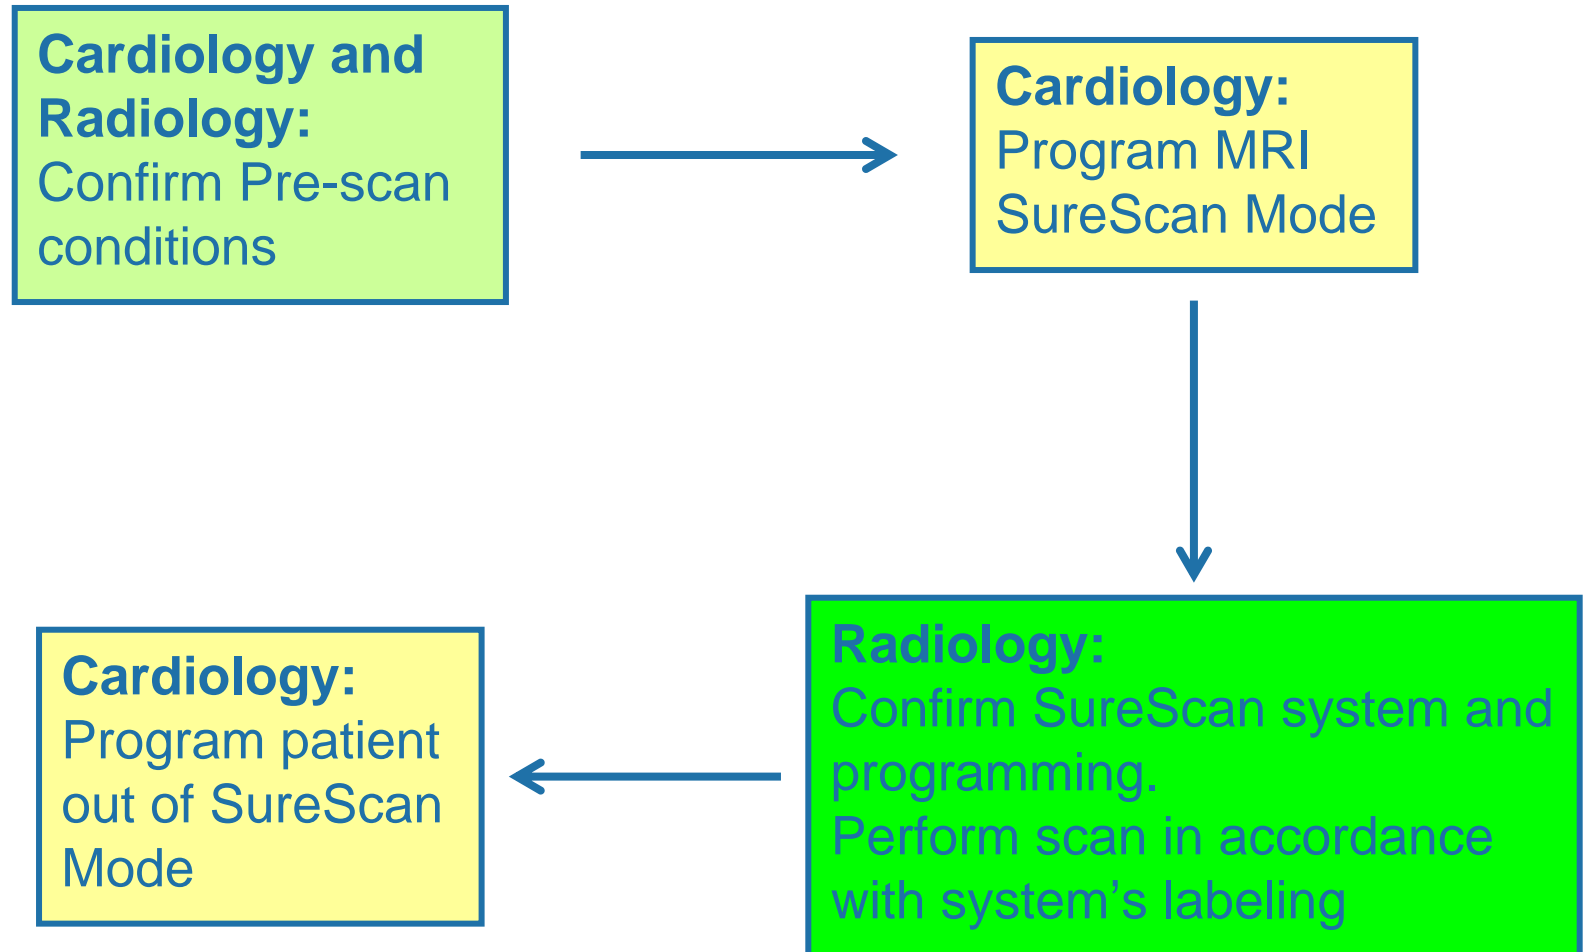 Cardiology and
Radiology:
Confirm Pre-scan
conditions
Cardiology:
Program MRI
SureScan Mode
Radiology:
Confirm SureScan system and
programming.
Perform scan in accordance
with system’s labeling
Cardiology:
Program patient
out of SureScan
Mode